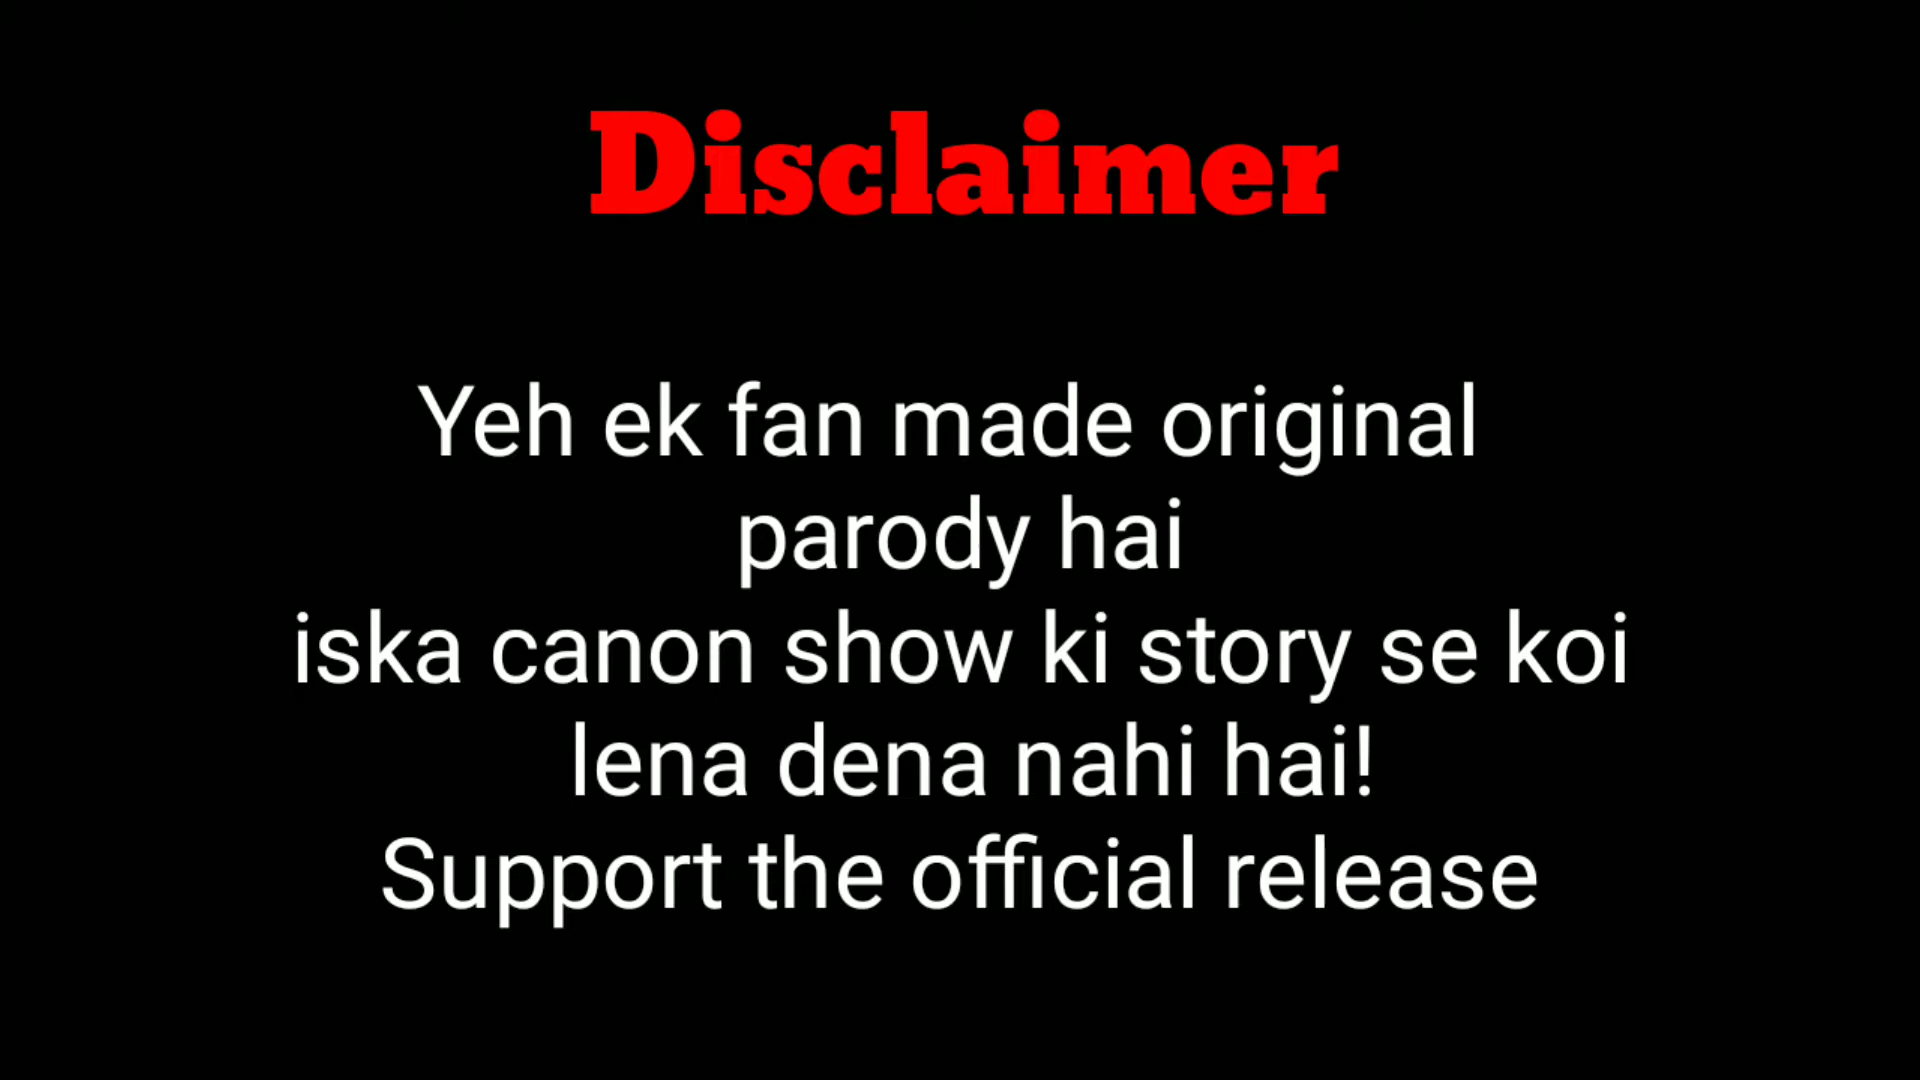 Disclaimer
Yeh ek fan made original
parody hai
iska canon show ki story se koi
lena dena nahi hai!
Support the official release